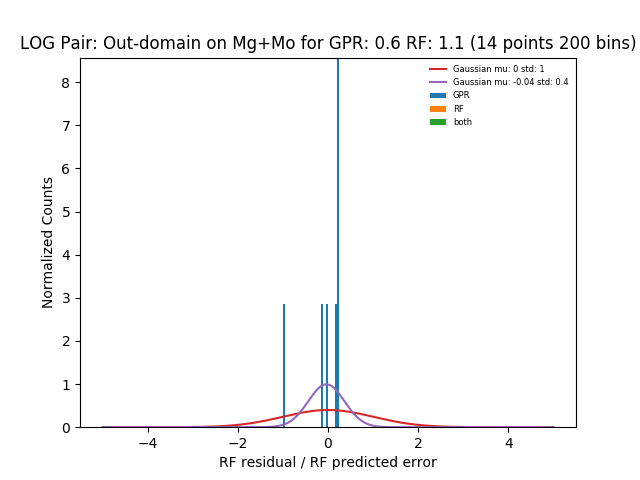 LOG Pair: Out-domain on Mg+Mo for GPR: 0.6 RF: 1.1 (14 points 200 bins)
Gaussian mu: 0 std: 1
Gaussian mu: -0.04 std: 0.4
GPR
RF
both
8
7
6
5
4
3
2
1
0
Normalized Counts
−4
−2
0
2
4
RF residual / RF predicted error